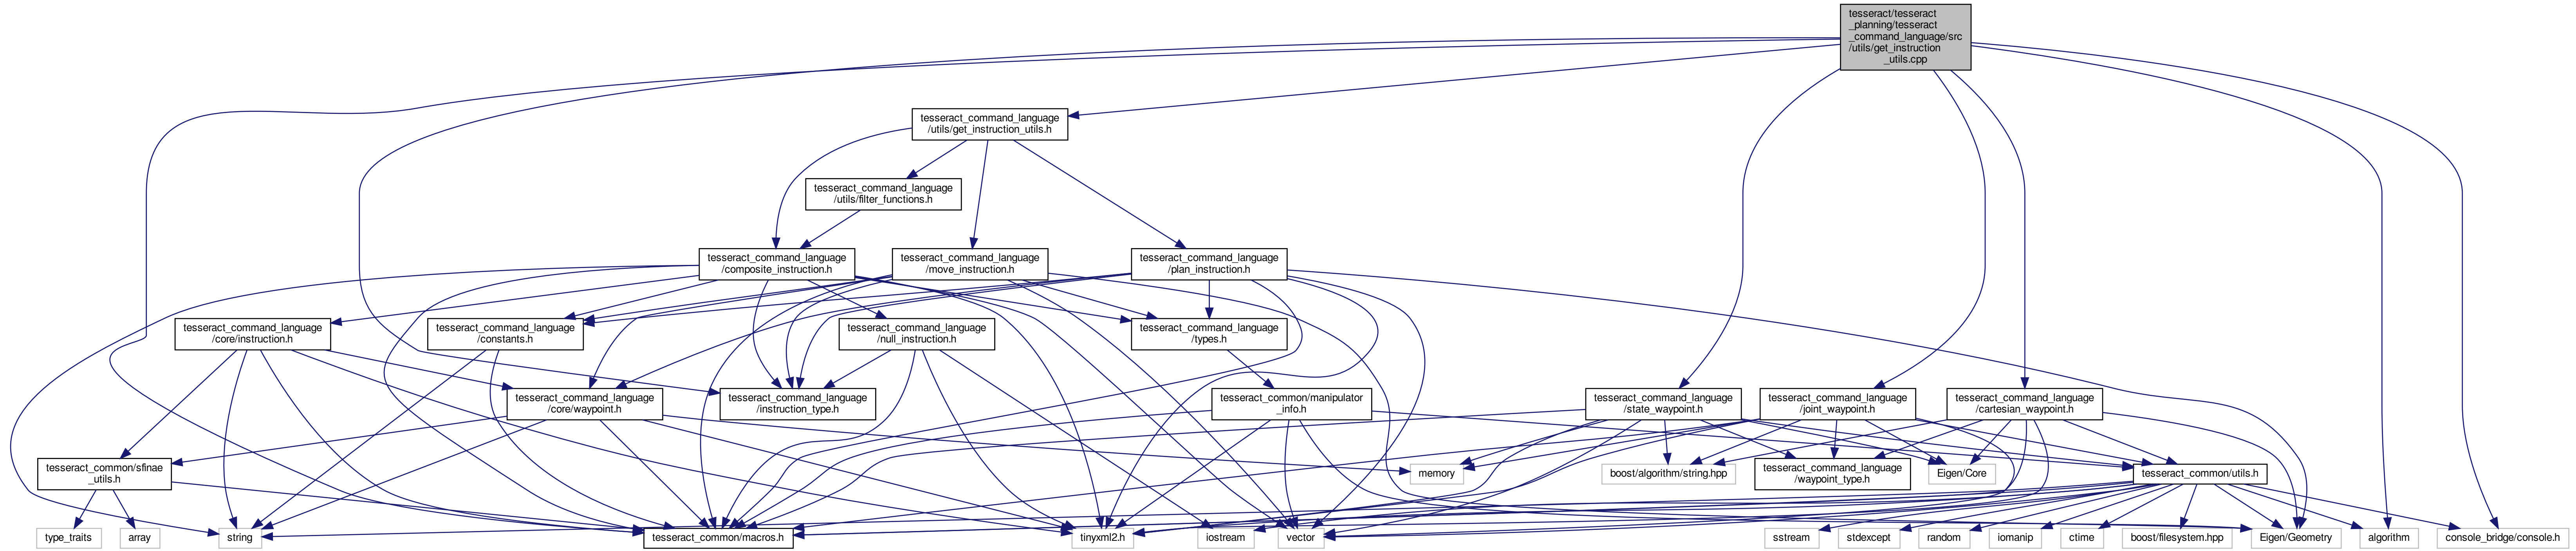 tesseract/tesseract
_planning/tesseract
_command_language/src
/utils/get_instruction
_utils.cpp
tesseract_command_language
/utils/get_instruction_utils.h
tesseract_command_language
/utils/filter_functions.h
tesseract_command_language
/composite_instruction.h
tesseract_command_language
/move_instruction.h
tesseract_command_language
/plan_instruction.h
tesseract_command_language
/core/instruction.h
tesseract_command_language
/constants.h
tesseract_command_language
/null_instruction.h
tesseract_command_language
/types.h
tesseract_command_language
/core/waypoint.h
tesseract_command_language
/instruction_type.h
tesseract_common/manipulator
_info.h
tesseract_command_language
/state_waypoint.h
tesseract_command_language
/joint_waypoint.h
tesseract_command_language
/cartesian_waypoint.h
tesseract_common/sfinae
_utils.h
memory
boost/algorithm/string.hpp
tesseract_command_language
/waypoint_type.h
Eigen/Core
tesseract_common/utils.h
type_traits
array
string
tesseract_common/macros.h
tinyxml2.h
iostream
vector
sstream
stdexcept
random
iomanip
ctime
boost/filesystem.hpp
Eigen/Geometry
algorithm
console_bridge/console.h